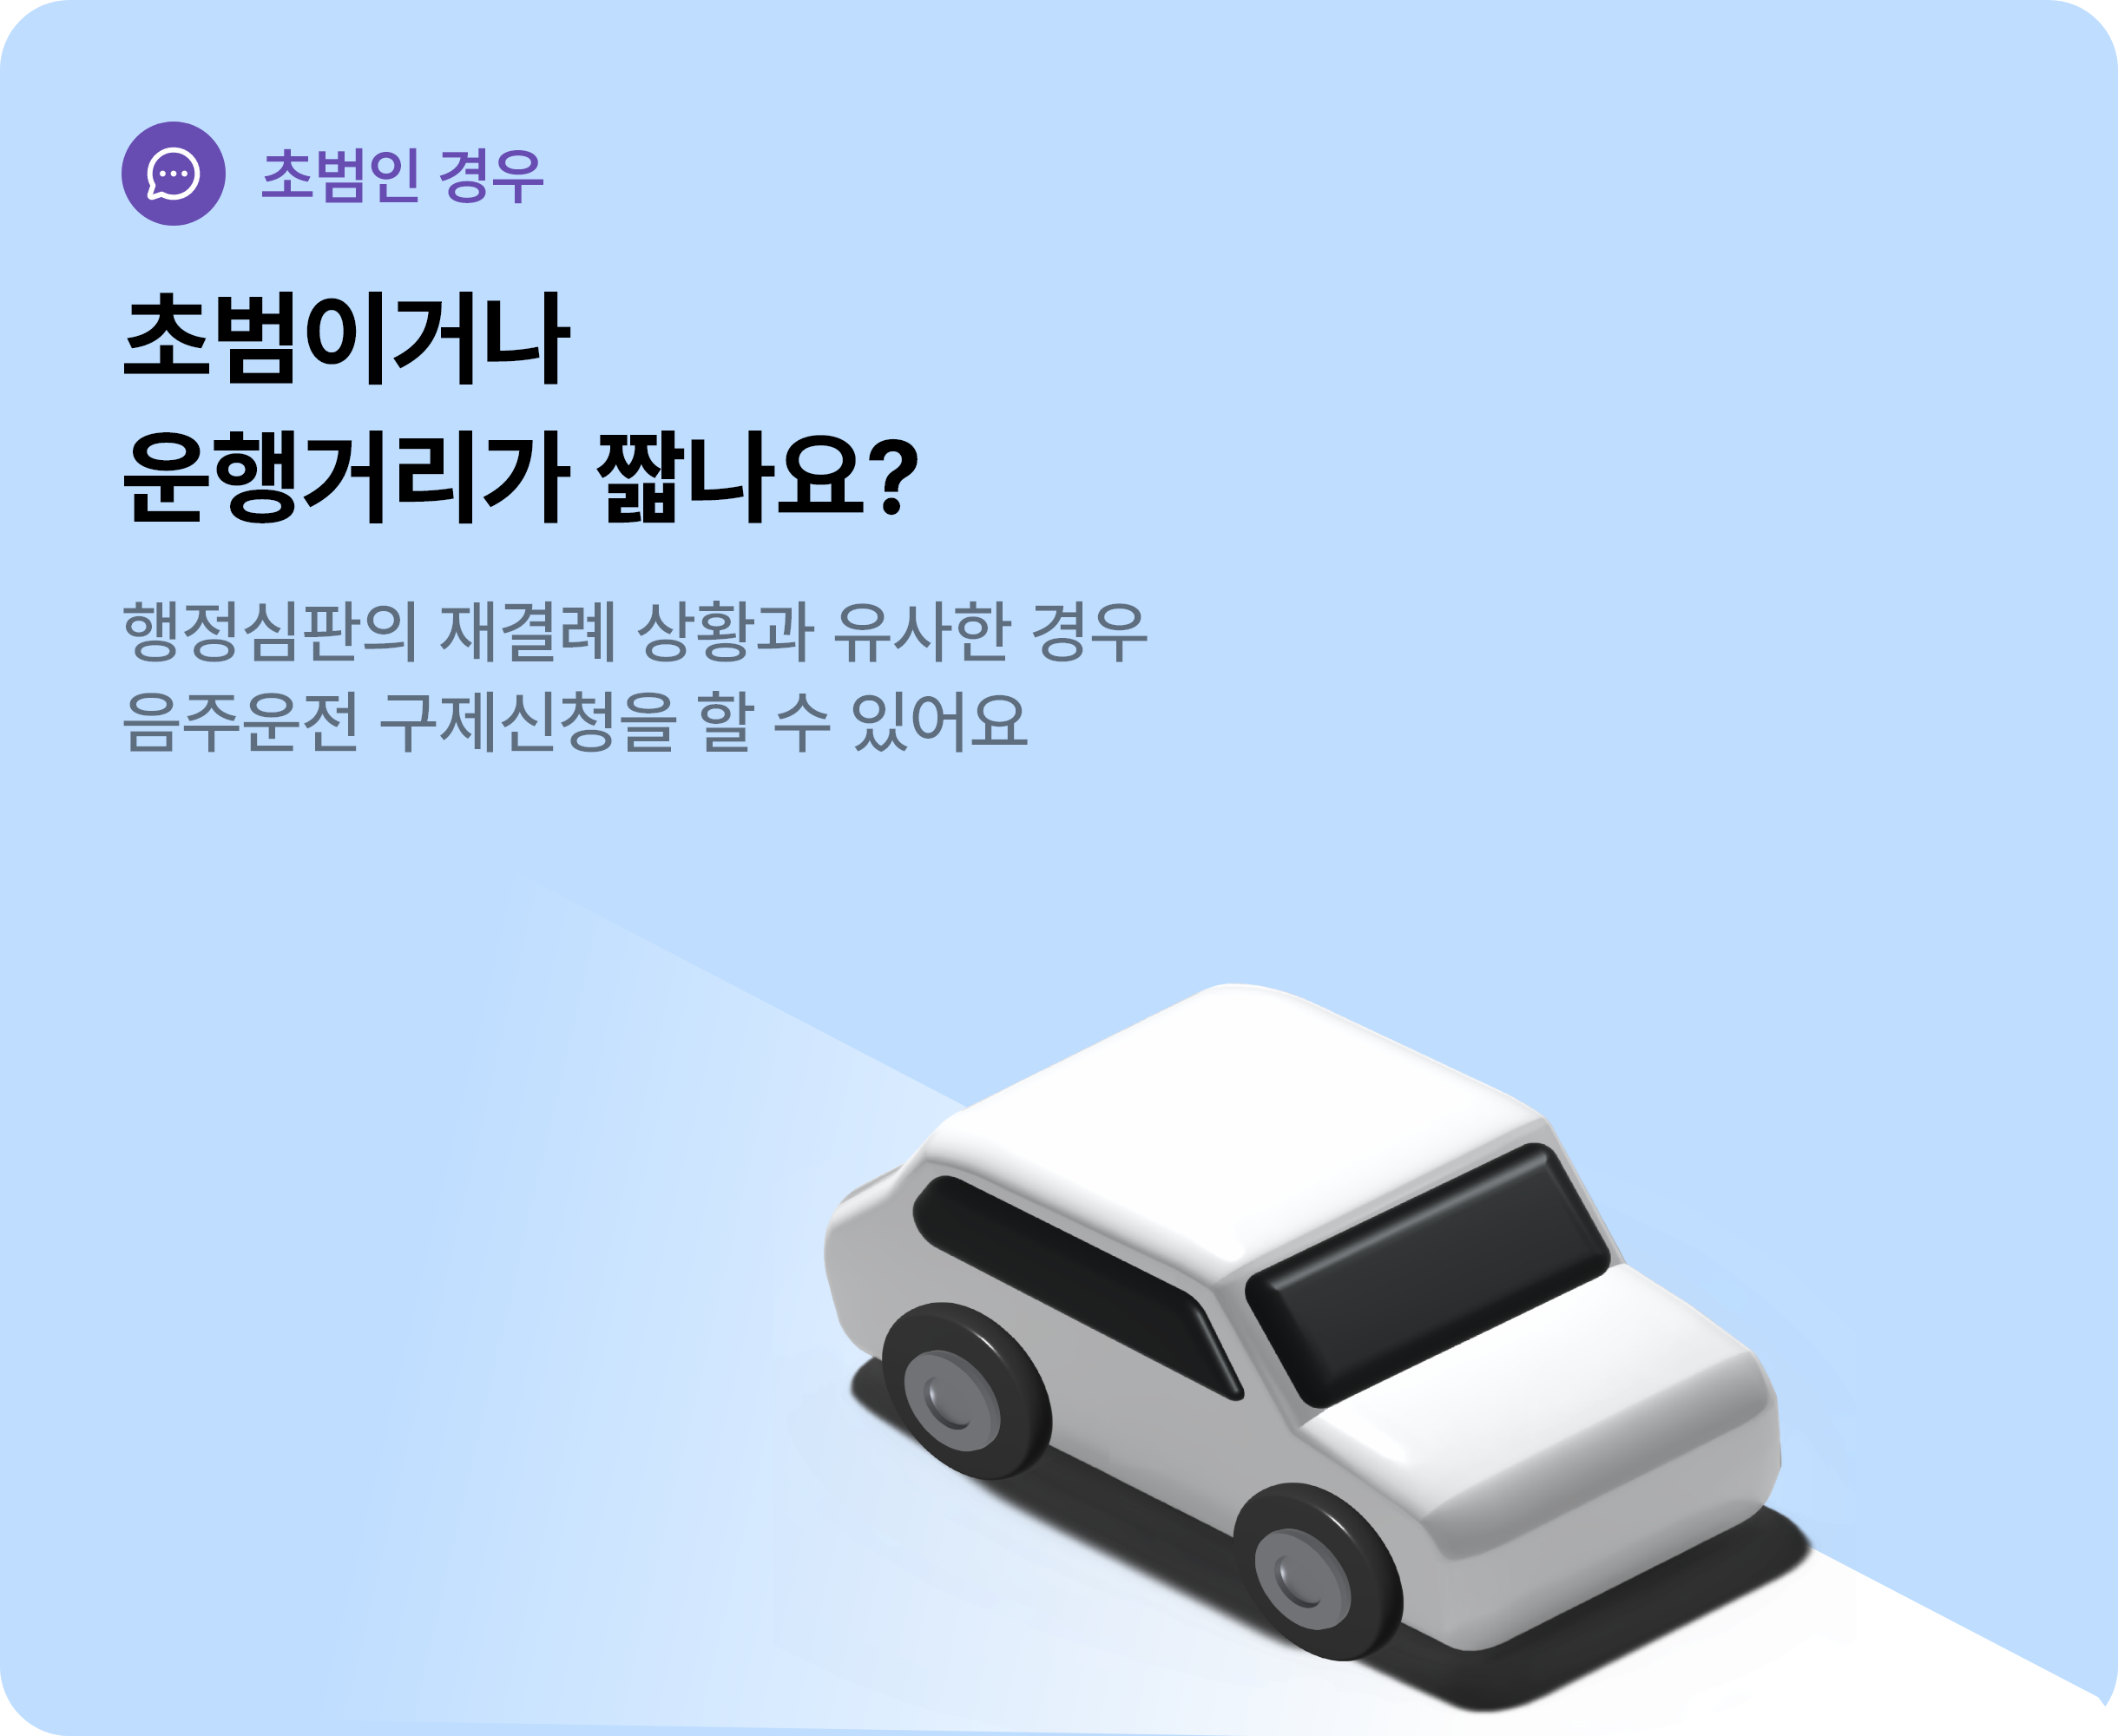 초범인 경우
초범이거나
운행거리가 짧나요?
행정심판의 재결례 상황과 유사한 경우
음주운전 구제신청을 할 수 있어요